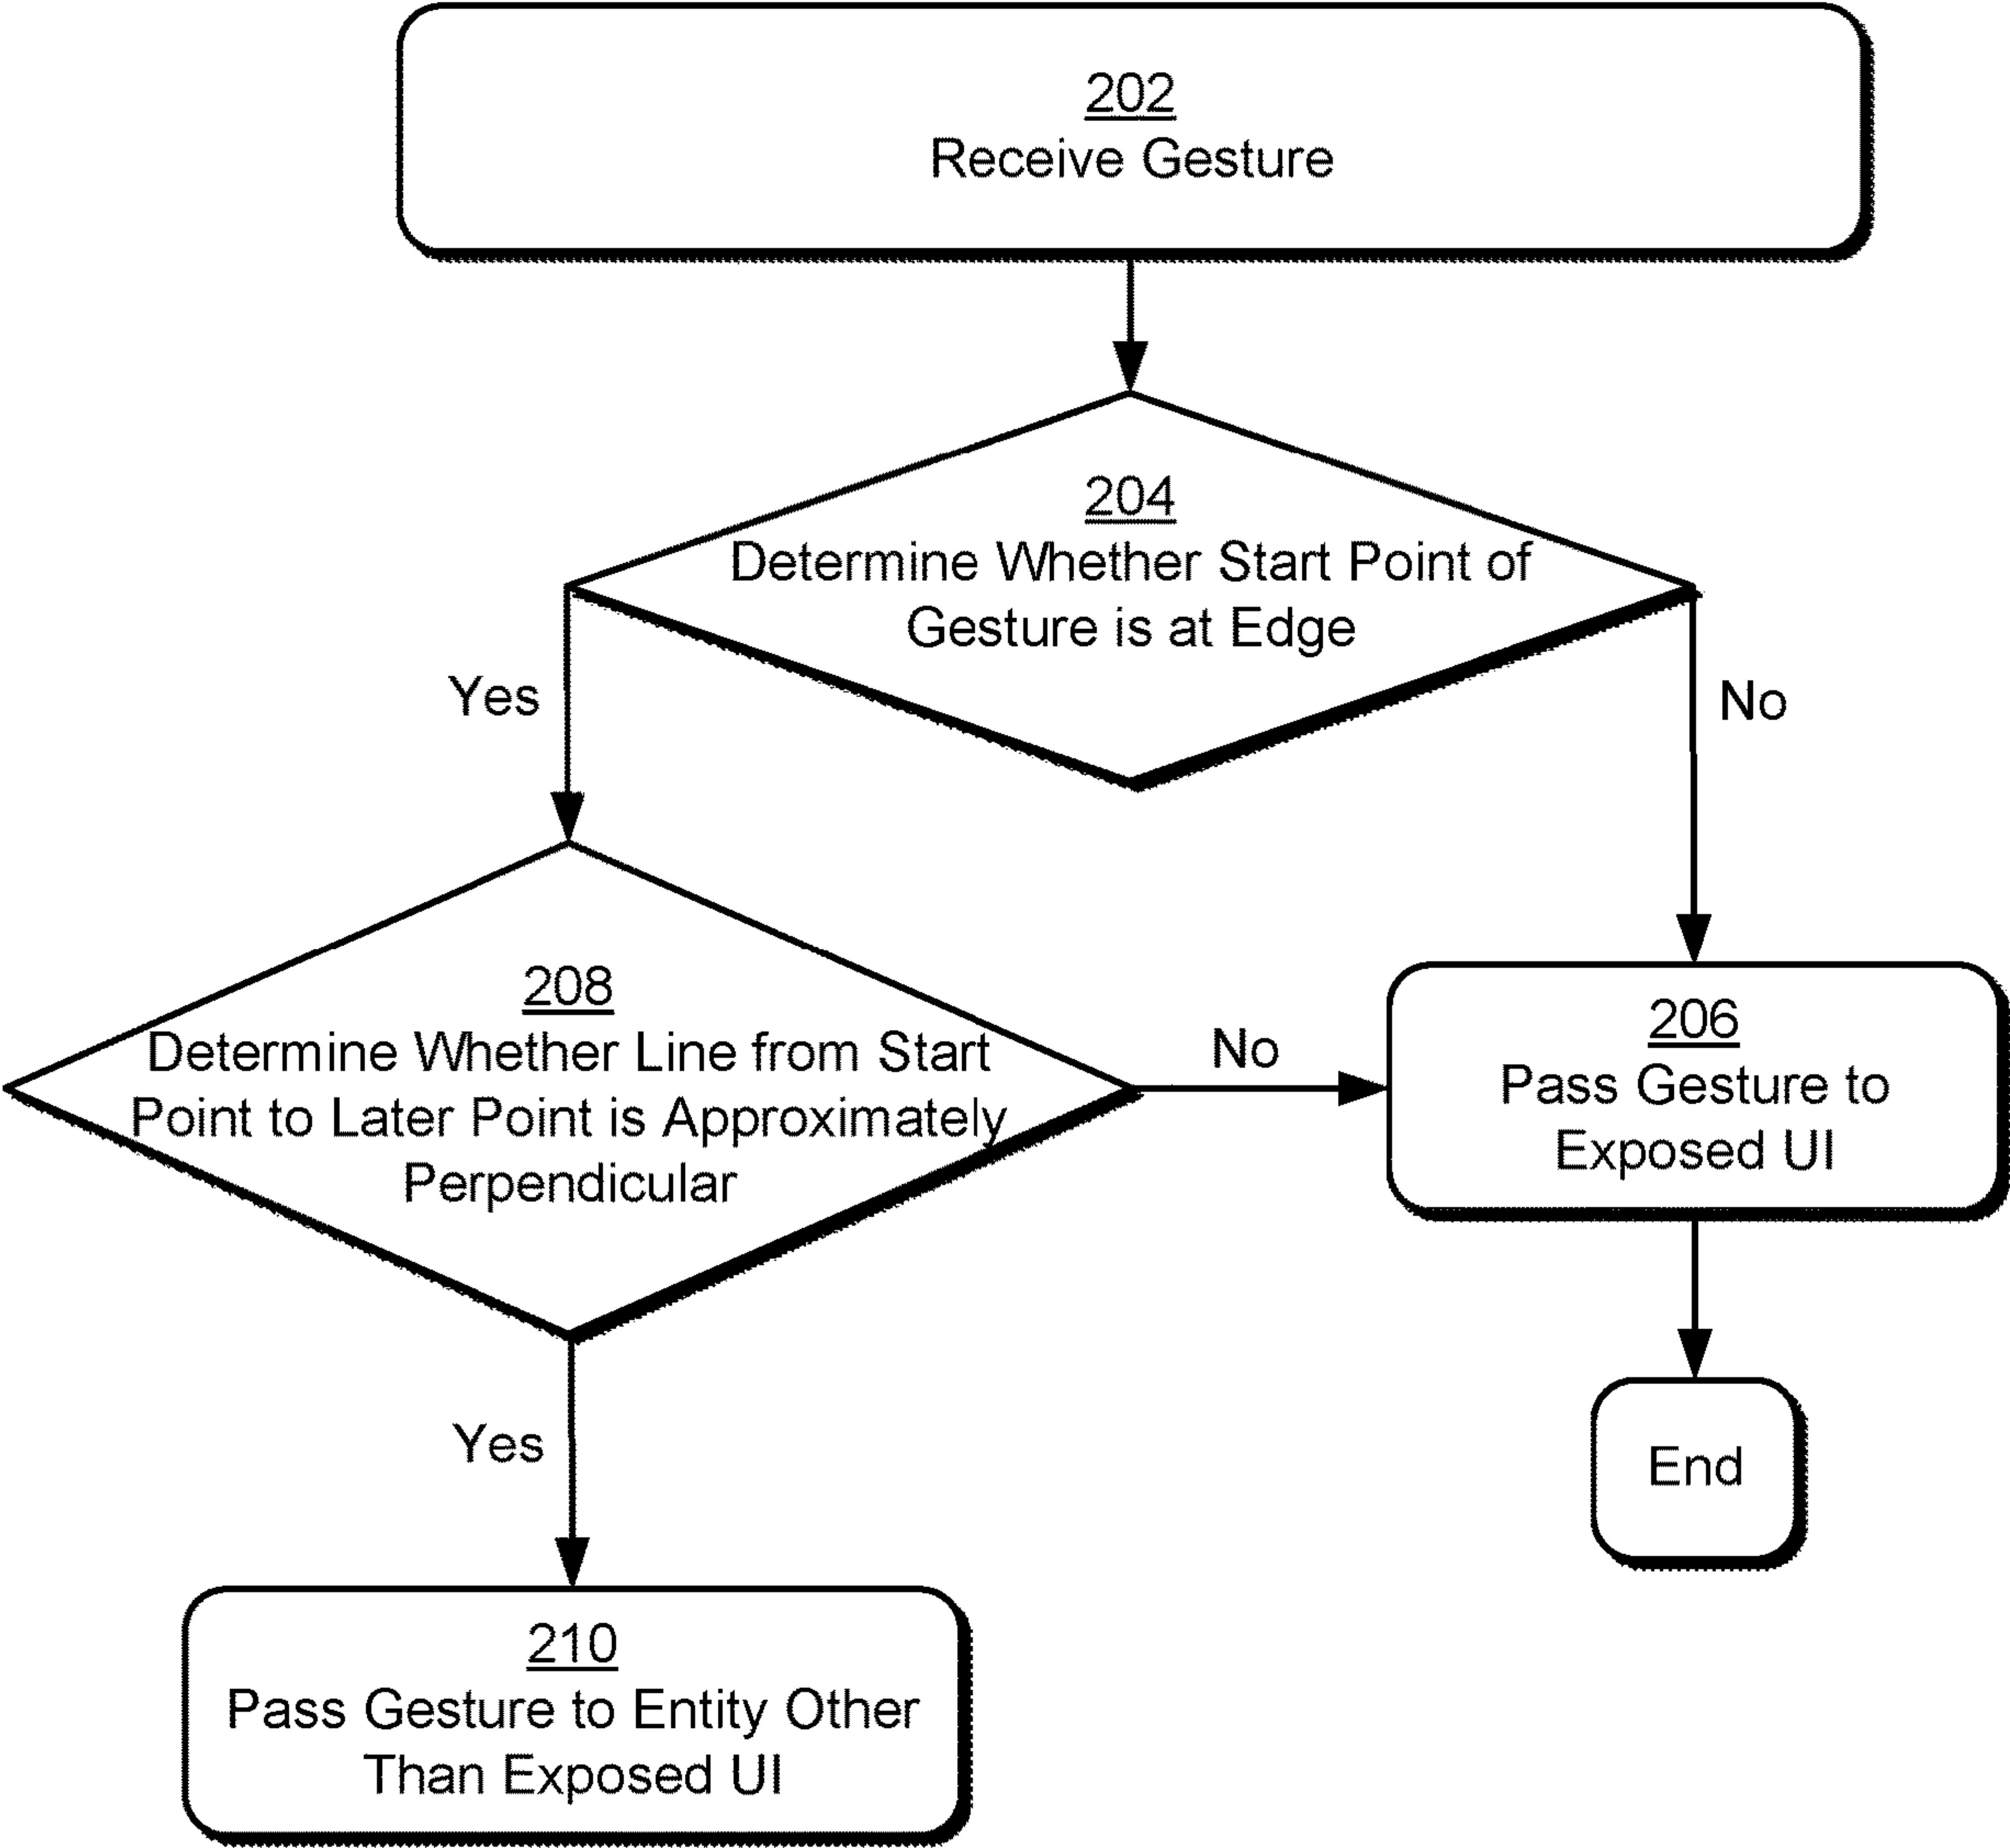 202
Receive Gesture
204
Determine Whether Start Point of
Gesture is at Edge
Yes
No
208
Determine Whether Line from Start
Point to Later Point is Approximately
Perpendicular
No
206
Pass Gesture to
Exposed UI
Yes
End
210
Pass Gesture to Entity Other
Than Exposed UI